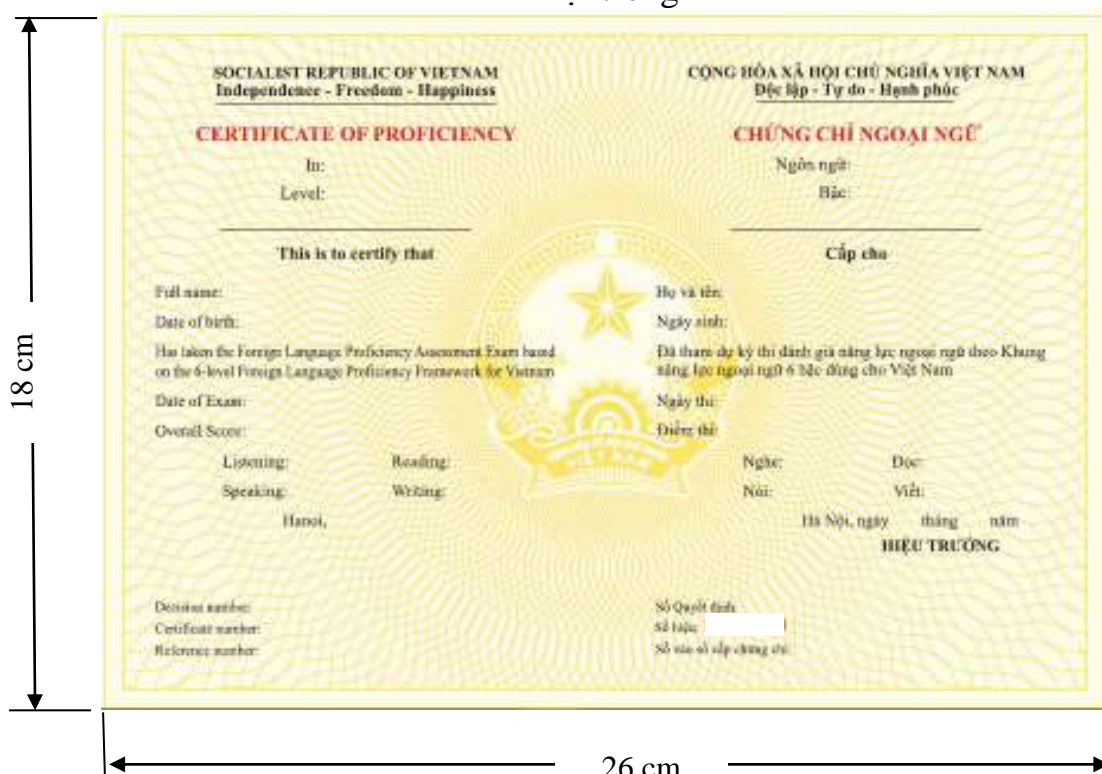 SOCIALIST REPUBLIC OF VIETNAM
Independence - Freedom - Happiness
CERTIFICATE OF PROFICIENCY
In:
Level:
This is to certify that
Full name:
Date of birth:
Has taken the Foreign Language Proficiency Assessment Exam based
on the 6-level Foreign Language Proficiency Framework for Vietnam
Date of Exam:
Overall Score:
Listening: Reading:
Speaking: Writing:
Hanoi,
Decision number:
Certificate number:
Reference number:
CỘNG HÒA XÃ HỘI CHỦ NGHĨA VIỆT NAM
Độc lập - Tự do - Hạnh phúc
CHỨNG CHỈ NGOẠI NGỮ
Ngôn ngữ:
Bậc:
Cấp cho
Họ và tên:
Ngày sinh:
Đã tham dự kỳ thi đánh giá năng lực ngoại ngữ theo Khung
năng lực ngoại ngữ 6 bậc dùng cho Việt Nam
Ngày thi:
Điểm thi:
Nghe: Đọc:
Nói: Viết:
Hà Nội, ngày tháng năm
HIỆU TRƯỞNG
Số Quyết định:
Số hiệu:
Số vào sổ cấp chứng chỉ:
18 cm
26 cm